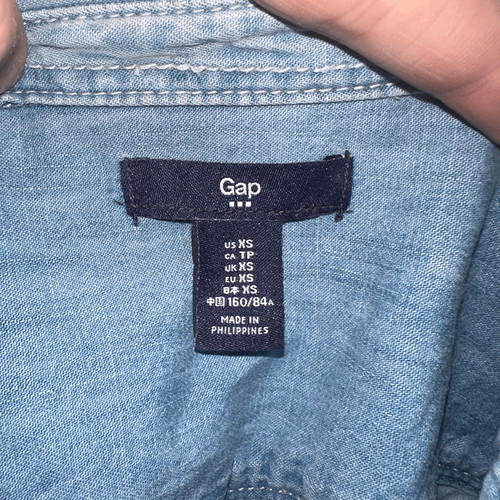 Gap
US XS
CA TP
UK XS
EU XS
日本 XS
中国 160/84A
MADE IN
PHILIPPINES